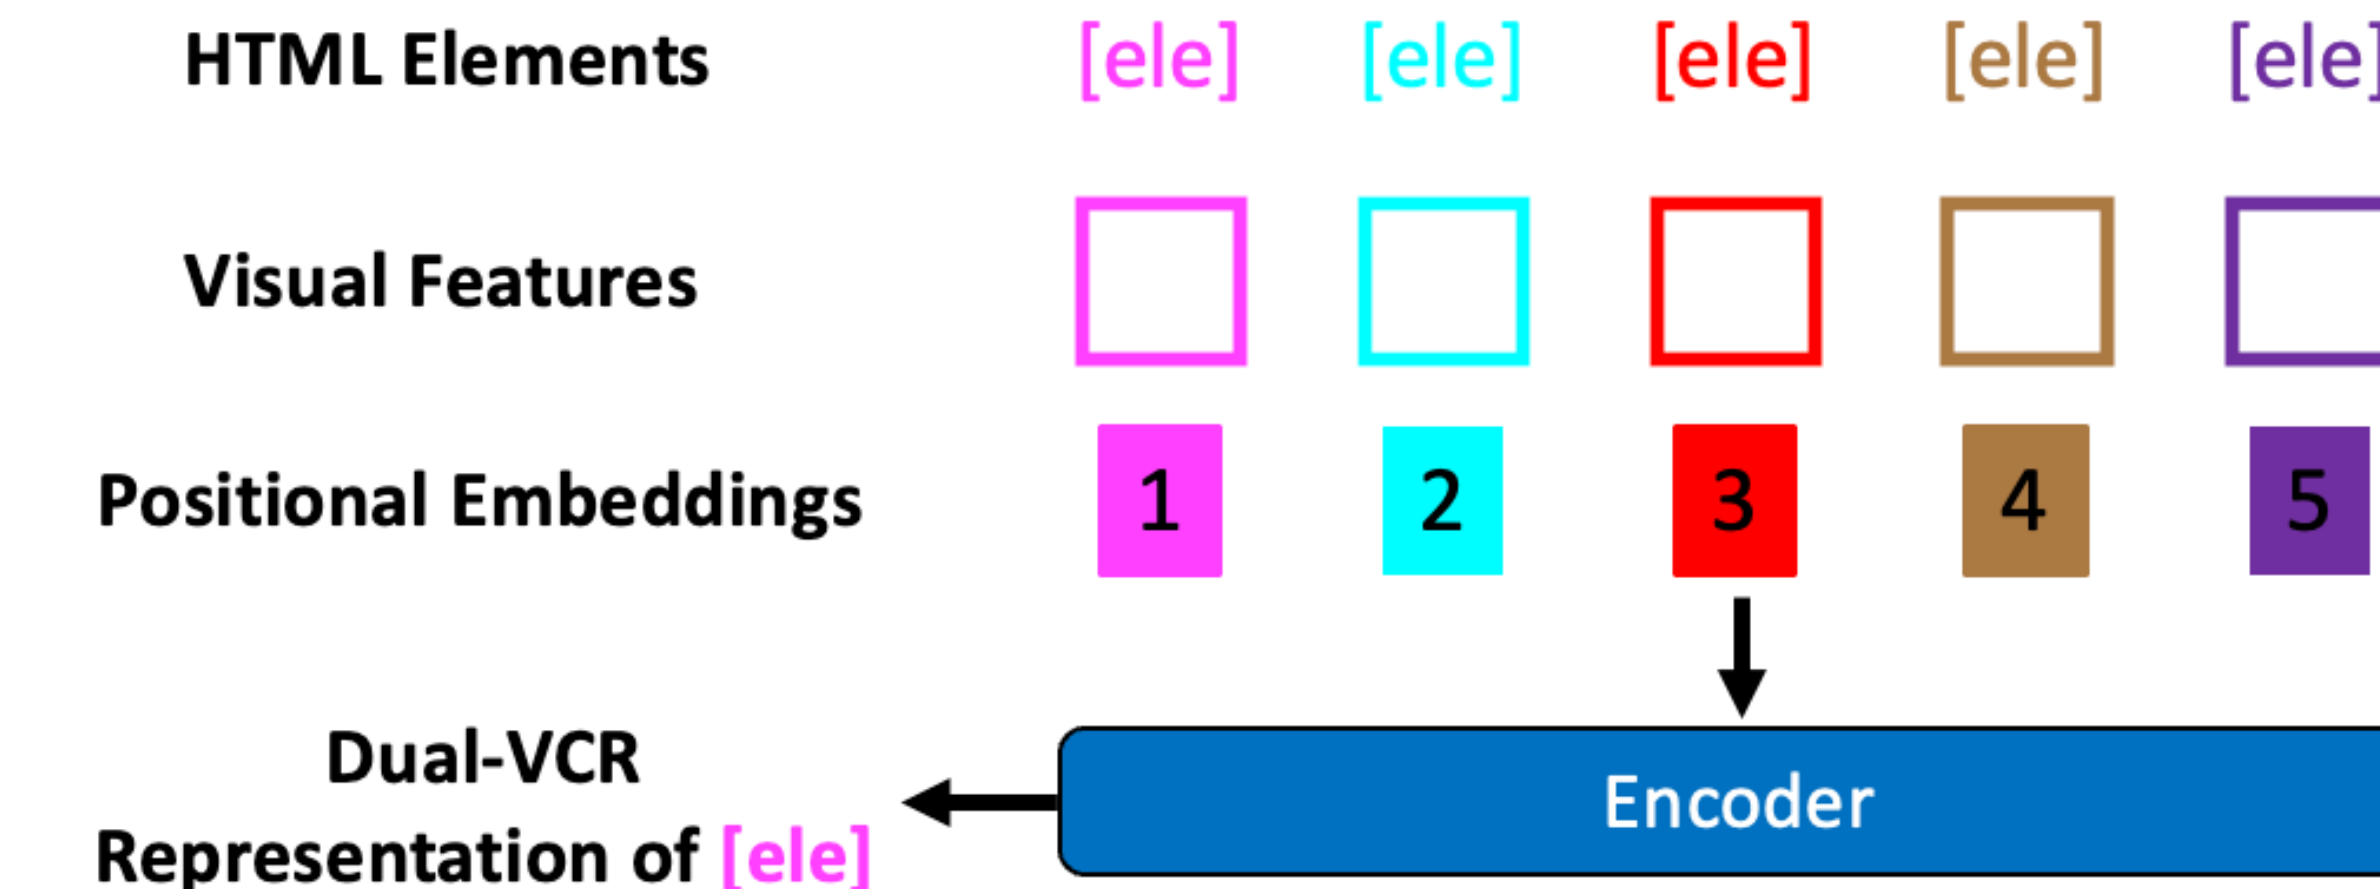 HTML Elements [ele] [ele] [ele] [ele] [ele]
Visual Features
Positional Embeddings 1 2 3 4 5
Dual-VCR
Representation of [ele]
Encoder